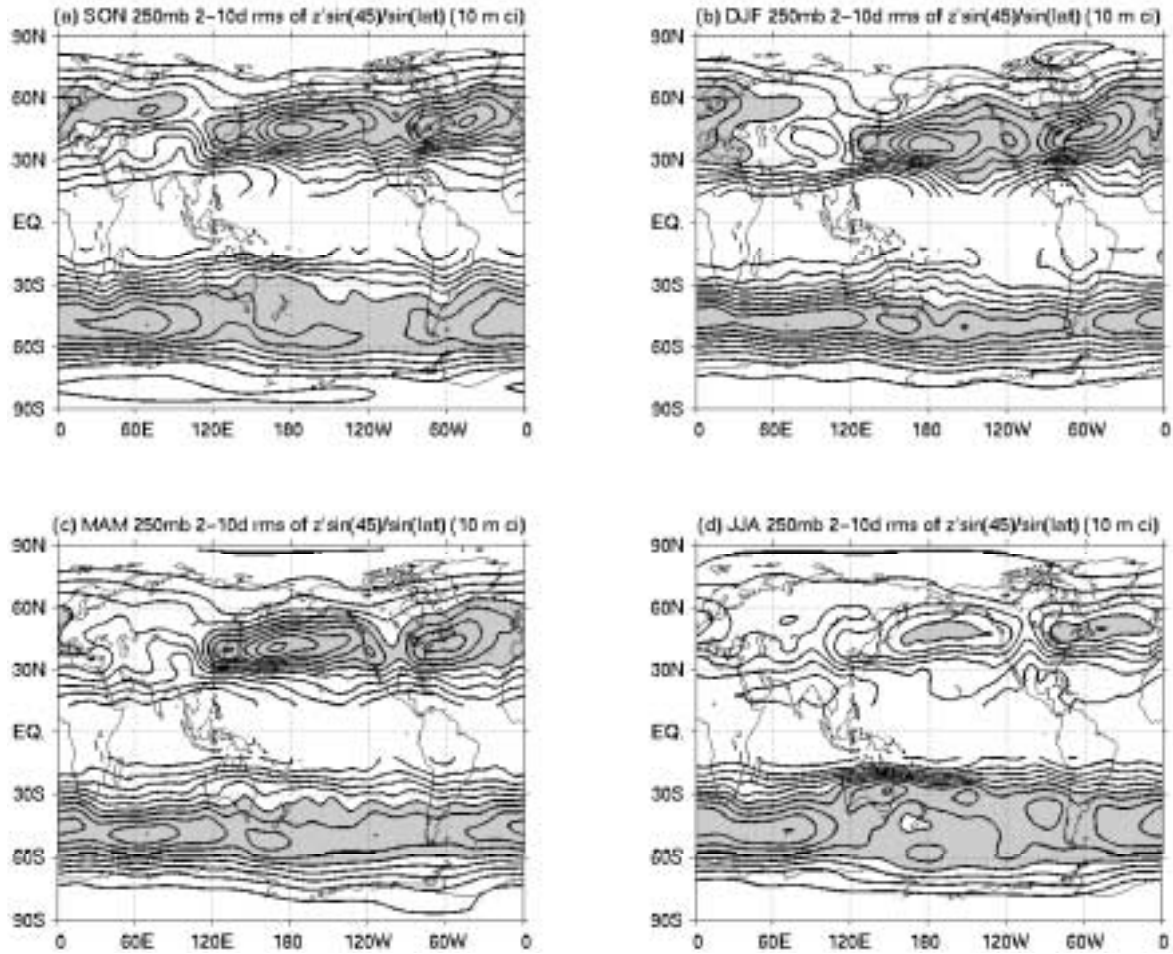 (a) SON 250mb 2-10d rms of z'sin(45)/sin(lat) (10 m ci)
90N
60N
30N
EQ
30S
60S
90S
0 60E 120E 180 120W 60W 0
(b) DJF 250mb 2-10d rms of z'sin(45)/sin(lat) (10 m ci)
90N
60N
30N
EQ
30S
60S
90S
0 60E 120E 180 120W 60W 0
(c) MAM 250mb 2-10d rms of z'sin(45)/sin(lat) (10 m ci)
90N
60N
30N
EQ
30S
60S
90S
0 60E 120E 180 120W 60W 0
(d) JJA 250mb 2-10d rms of z'sin(45)/sin(lat) (10 m ci)
90N
60N
30N
EQ
30S
60S
90S
0 60E 120E 180 120W 60W 0